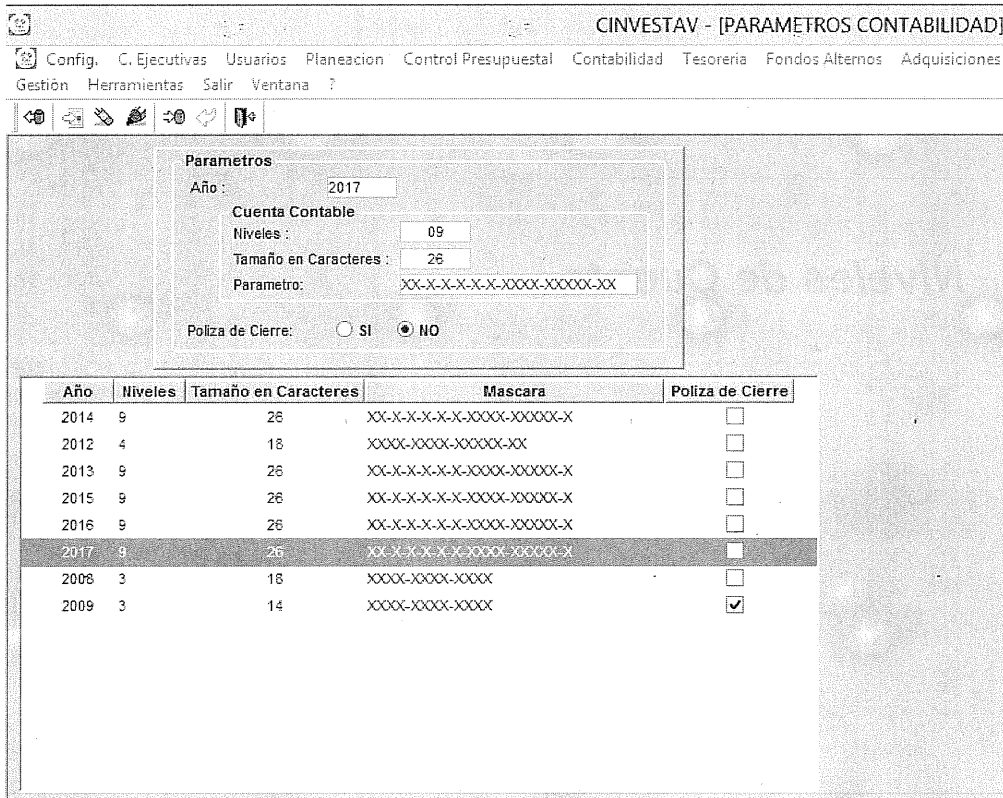 CINVESTAV - [PARAMETROS CONTABILIDAD]
Config. C. Ejecutivas Usuarios Planeacion Control Presupuestal Contabilidad Tesoreria Fondos Alternos Adquisiciones
Gestión Herramientas Salir Ventana ?
Parametros
Año : 2017
Cuenta Contable
Niveles : 09
Tamaño en Caracteres : 26
Parametro: XX-X-X-X-X-X-XXXX-XXXXX-XX
Poliza de Cierre: SI NO
Año Niveles Tamaño en Caracteres Mascara Poliza de Cierre
2014 9 26 XX-X-X-X-X-X-XXXX-XXXXX-X
2012 4 18 XXXX-XXXX-XXXXX-XX
2013 9 26 XX-X-X-X-X-X-XXXX-XXXXX-X
2015 9 26 XX-X-X-X-X-X-XXXX-XXXXX-X
2016 9 26 XX-X-X-X-X-X-XXXX-XXXXX-X
2017 9 26 XX-X-X-X-X-X-XXXX-XXXXX-X
2008 3 18 XXXX-XXXX-XXXX
2009 3 14 XXXX-XXXX-XXXX